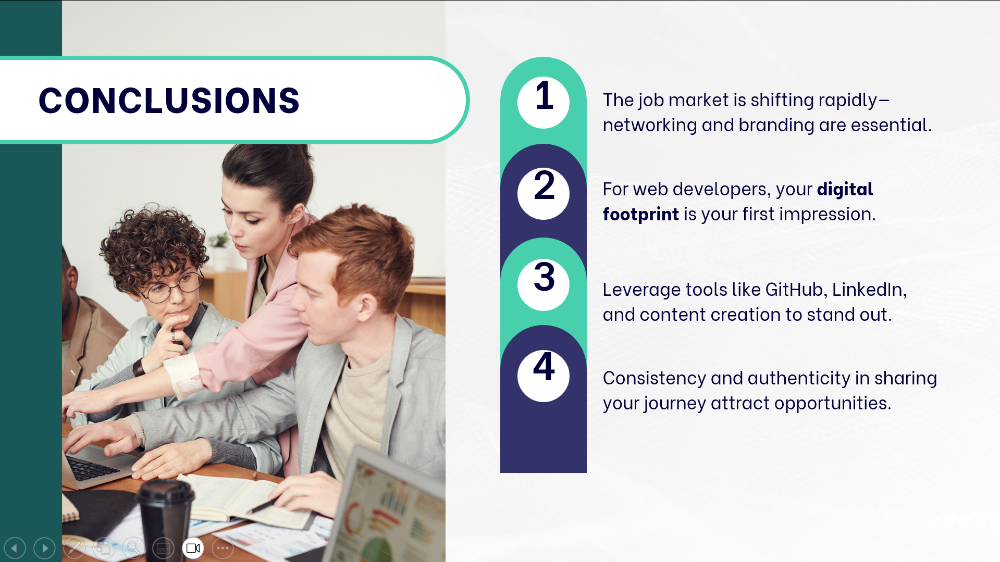 CONCLUSIONS
1
The job market is shifting rapidly–
networking and branding are essential.
2
For web developers, your digital
footprint is your first impression.
3
Leverage tools like GitHub, LinkedIn,
and content creation to stand out.
4
Consistency and authenticity in sharing
your journey attract opportunities.